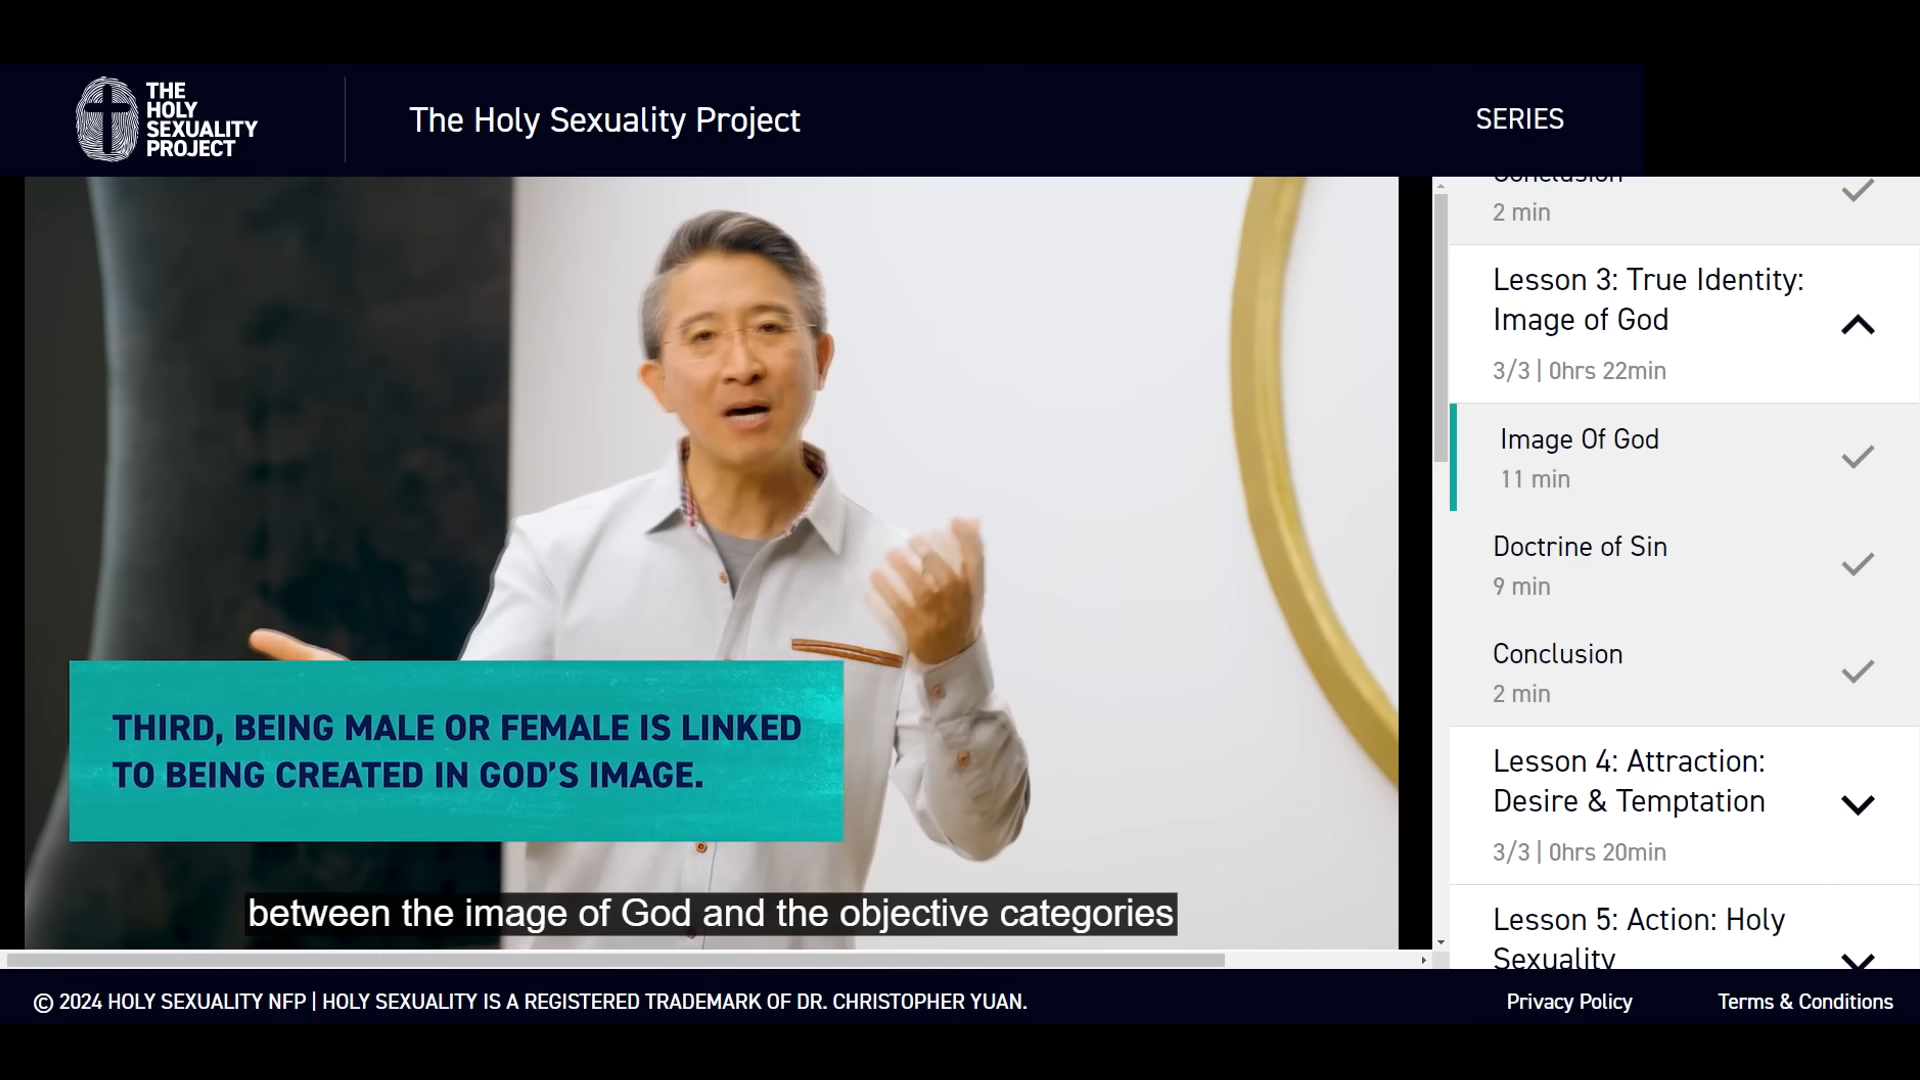 THE
HOLY
SEXUALITY
PROJECT
The Holy Sexuality Project
SERIES
THIRD, BEING MALE OR FEMALE IS LINKED
TO BEING CREATED IN GOD’S IMAGE.
between the image of God and the objective categories
Conclusion
2 min
Lesson 3: True Identity:
Image of God
3/3 | 0hrs 22min
Image Of God
11 min
Doctrine of Sin
9 min
Conclusion
2 min
Lesson 4: Attraction:
Desire & Temptation
3/3 | 0hrs 20min
Lesson 5: Action: Holy
Sexuality
© 2024 HOLY SEXUALITY NFP | HOLY SEXUALITY IS A REGISTERED TRADEMARK OF DR. CHRISTOPHER YUAN.
Privacy Policy
Terms & Conditions